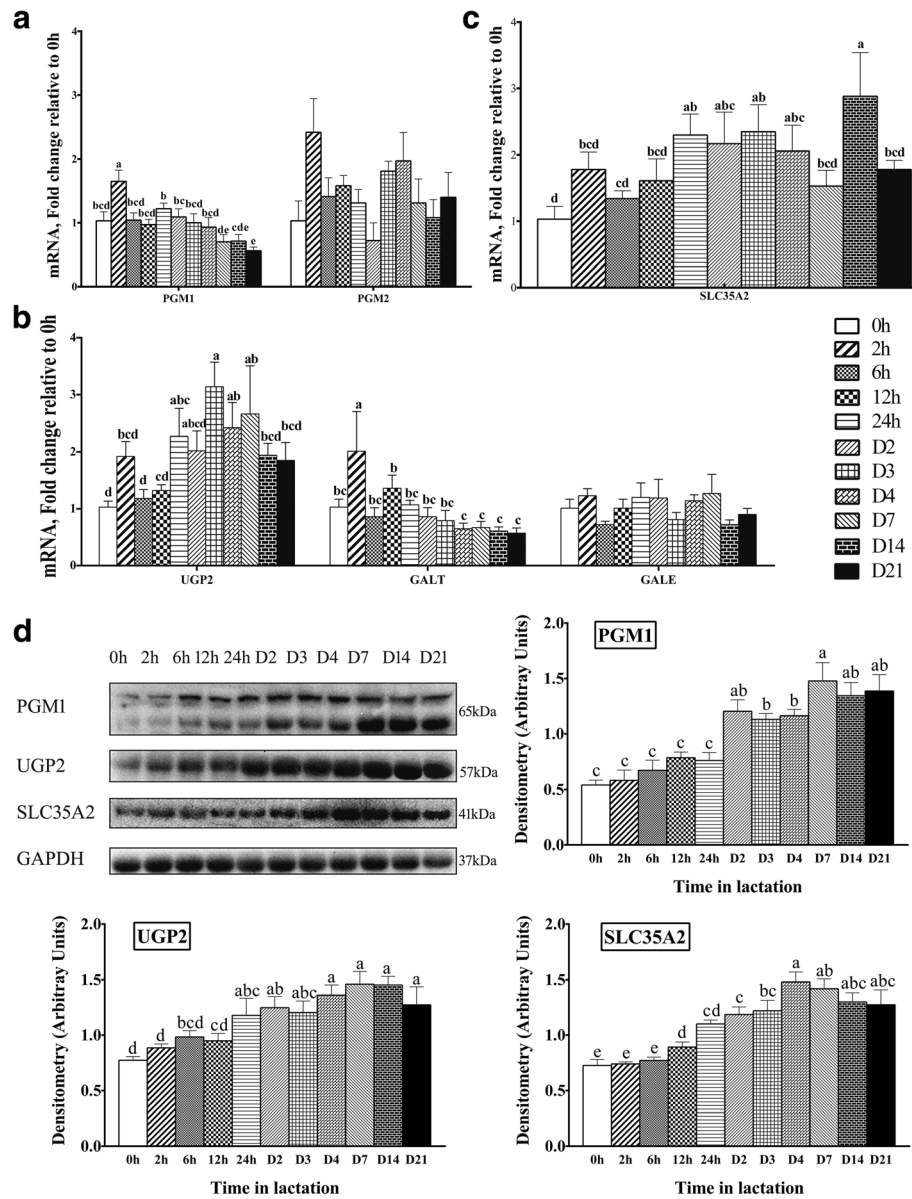 a
mRNA, Fold change relative to 0h
4
3
2
1
0
bcd
a
bcd
bcd
b
bc
bcd
bcd
de
cde
e
PGM1
PGM2
c
mRNA, Fold change relative to 0h
4
3
2
1
0
d
bcd
cd
bcd
ab
abc
ab
abc
bcd
a
bcd
SLC35A2
b
mRNA, Fold change relative to 0h
4
3
2
1
0
d
bcd
d
cd
abc
abcd
a
ab
ab
bcd
bcd
UGP2
bc
a
bc
b
bc
bc
bc
c
c
c
c
GALT
GALE
0h
2h
6h
12h
24h
D2
D3
D4
D7
D14
D21
d
0h 2h 6h 12h 24h D2 D3 D4 D7 D14 D21
PGM1
65kDa
UGP2
57kDa
SLC35A2
41kDa
GAPDH
37kDa
PGM1
Densitometry (Arbitray Units)
2.0
1.5
1.0
0.5
0.0
c c c c c ab b b a ab ab
0h 2h 6h 12h 24h D2 D3 D4 D7 D14 D21
Time in lactation
UGP2
Densitometry (Arbitray Units)
2.0
1.5
1.0
0.5
0.0
d d bcd cd abc ab abc a a a a
0h 2h 6h 12h 24h D2 D3 D4 D7 D14 D21
Time in lactation
SLC35A2
Densitometry (Arbitray Units)
2.0
1.5
1.0
0.5
0.0
e e e d cd c bc a ab abc abc
0h 2h 6h 12h 24h D2 D3 D4 D7 D14 D21
Time in lactation